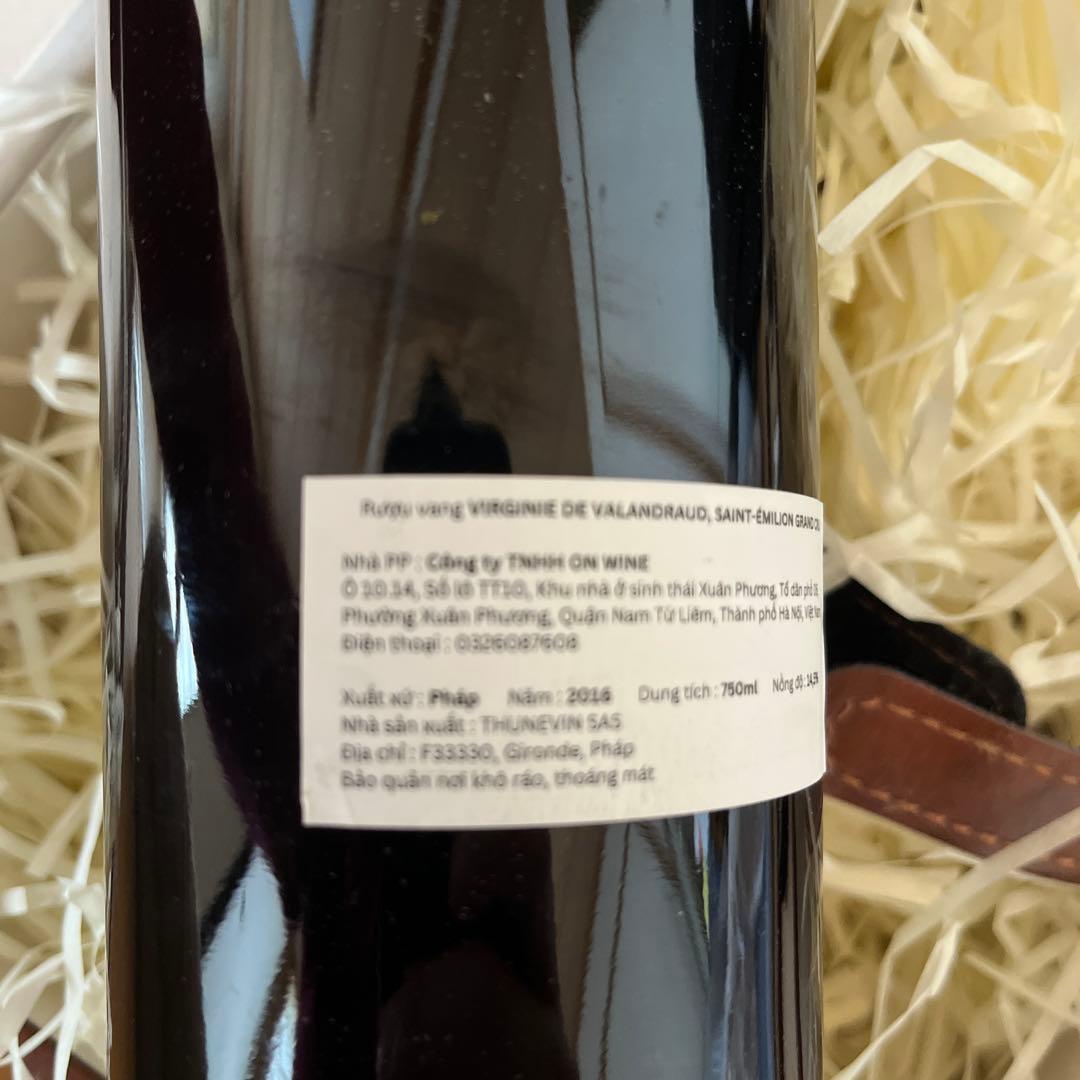 Rượu vang VIRGINIE DE VALANDRAUD, SAINT-ÉMILION GRAND
Nhà PP : Công ty TNHH ON WINE
Ô 10.14, Số lô TT10, Khu nhà ở sinh thái Xuân Phương, Tổ dân phố
Phường Xuân Phương, Quận Nam Từ Liêm, Thành phố Hà Nội, Việt
Điện thoại : 0326087608
Xuất xứ : Pháp Năm : 2016 Dung tích : 750ml Nồng độ : 14,5%
Nhà sản xuất : THUNEVIN SAS
Địa chỉ : F33330, Gironde, Pháp
Bảo quản nơi khô ráo, thoáng mát